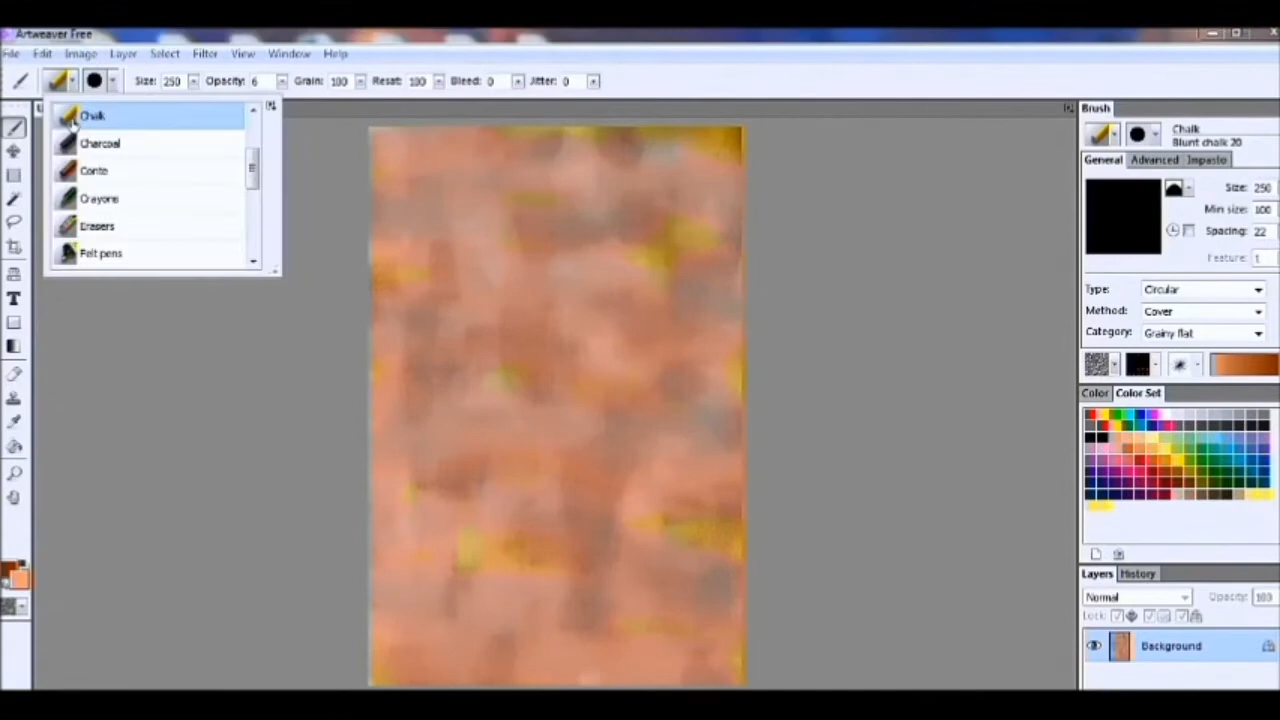 Artweaver Free
File Edit Image Layer Select Filter View Window Help
Size: 250 Opacity: 6 Grain: 100 Resat: 100 Bleed: 0 Jitter: 0
Chalk
Charcoal
Conte
Crayons
Erasers
Felt pens
Brush
Chalk
Blunt chalk 20
General Advanced Impasto
Size: 250
Min size: 100
Spacing: 22
Feature: 1
Type: Circular
Method: Cover
Category: Grainy flat
Color Color Set
Layers History
Normal Opacity: 100
Lock:
Background
T